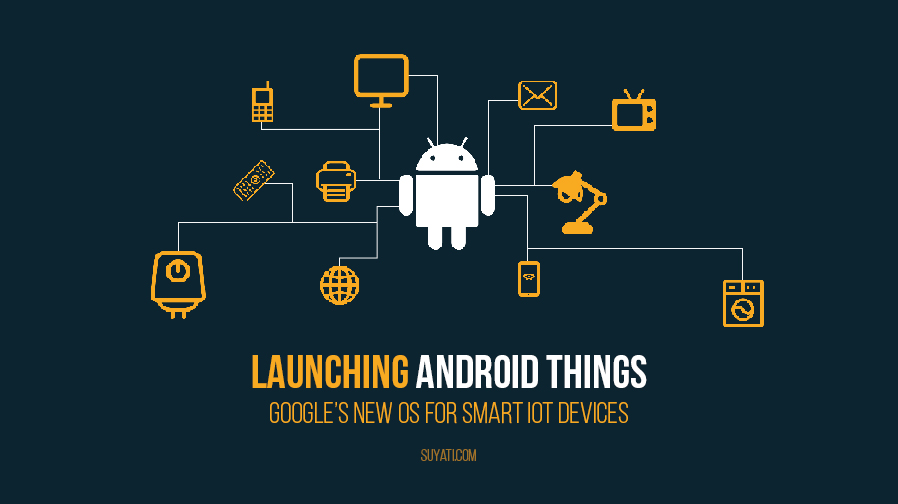 LAUNCHING ANDROID THINGS
GOOGLE'S NEW OS FOR SMART IOT DEVICES
SUYATI.COM